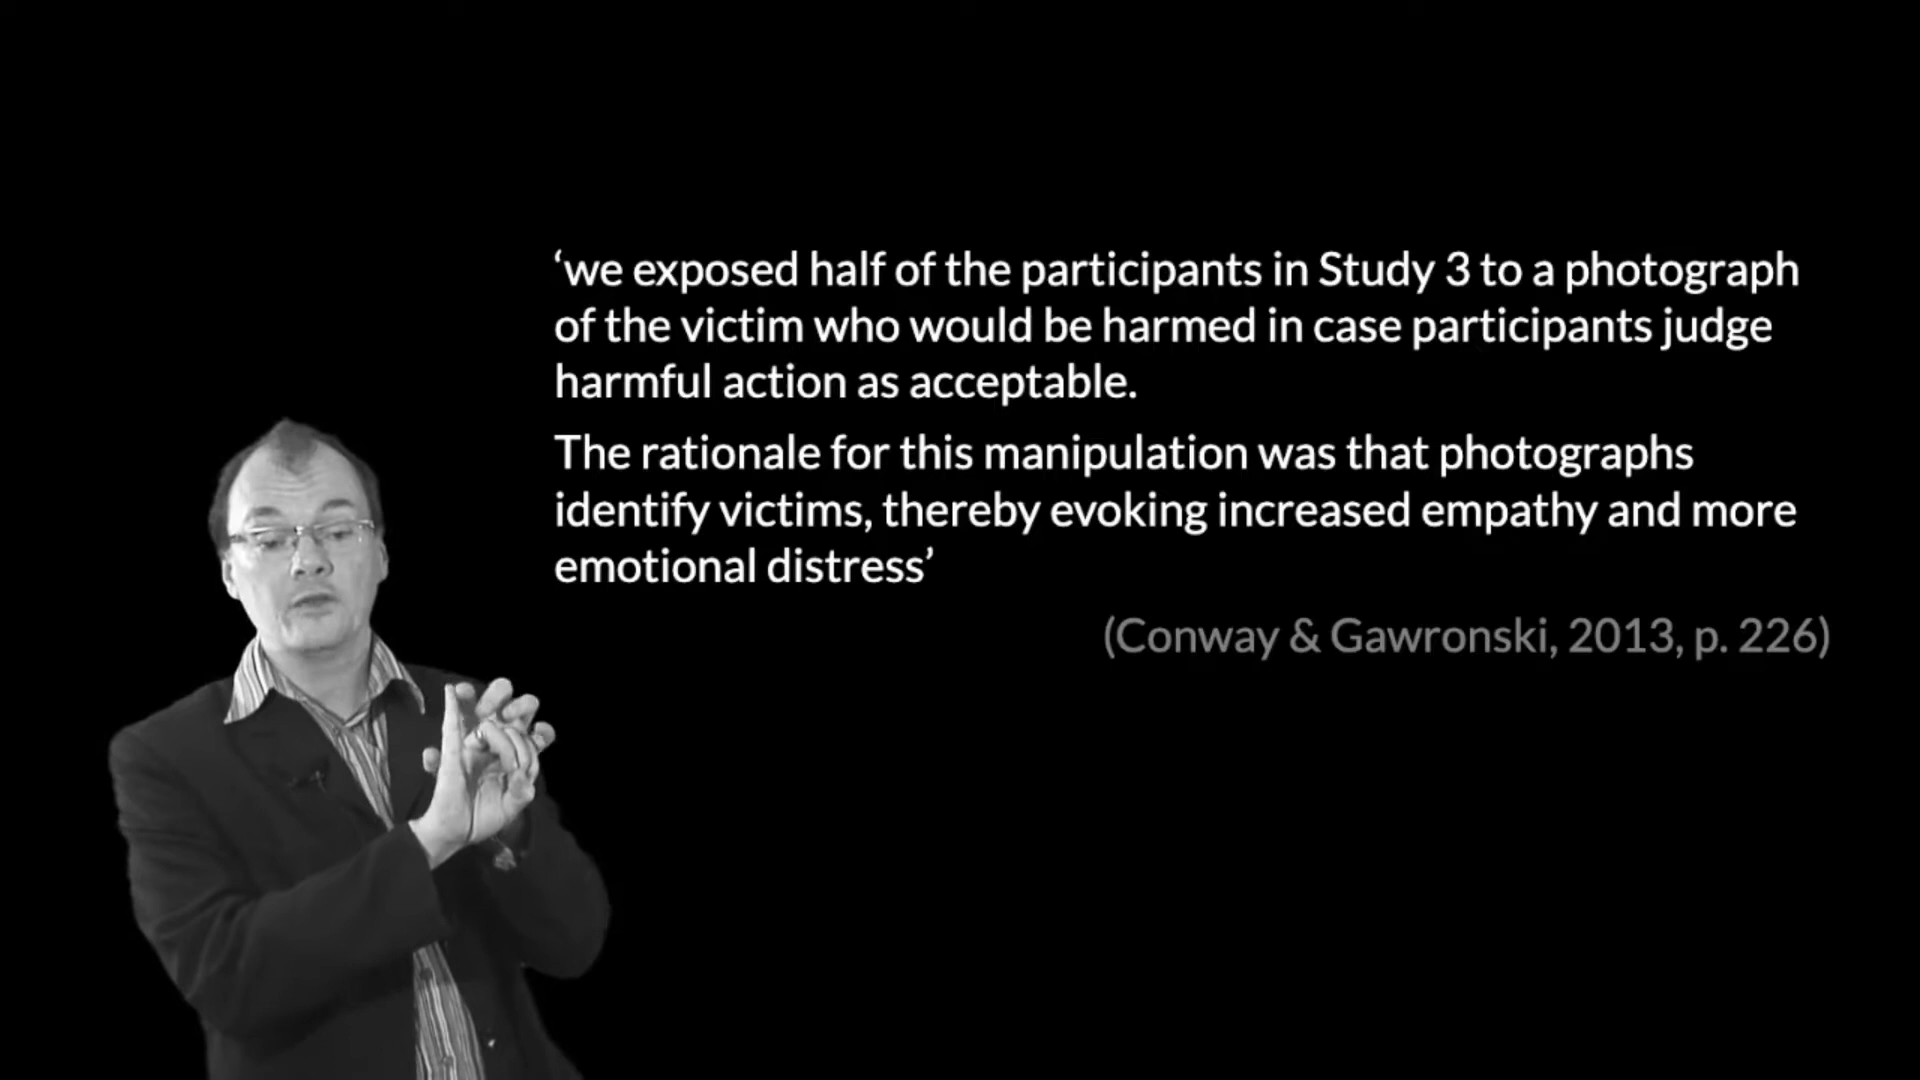 ‘we exposed half of the participants in Study 3 to a photograph
of the victim who would be harmed in case participants judge
harmful action as acceptable.
The rationale for this manipulation was that photographs
identify victims, thereby evoking increased empathy and more
emotional distress’
(Conway & Gawronski, 2013, p. 226)